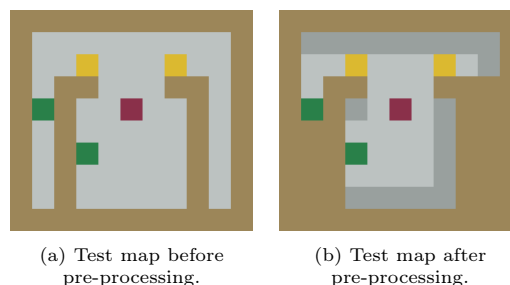 (a) Test map before
pre-processing.
(b) Test map after
pre-processing.